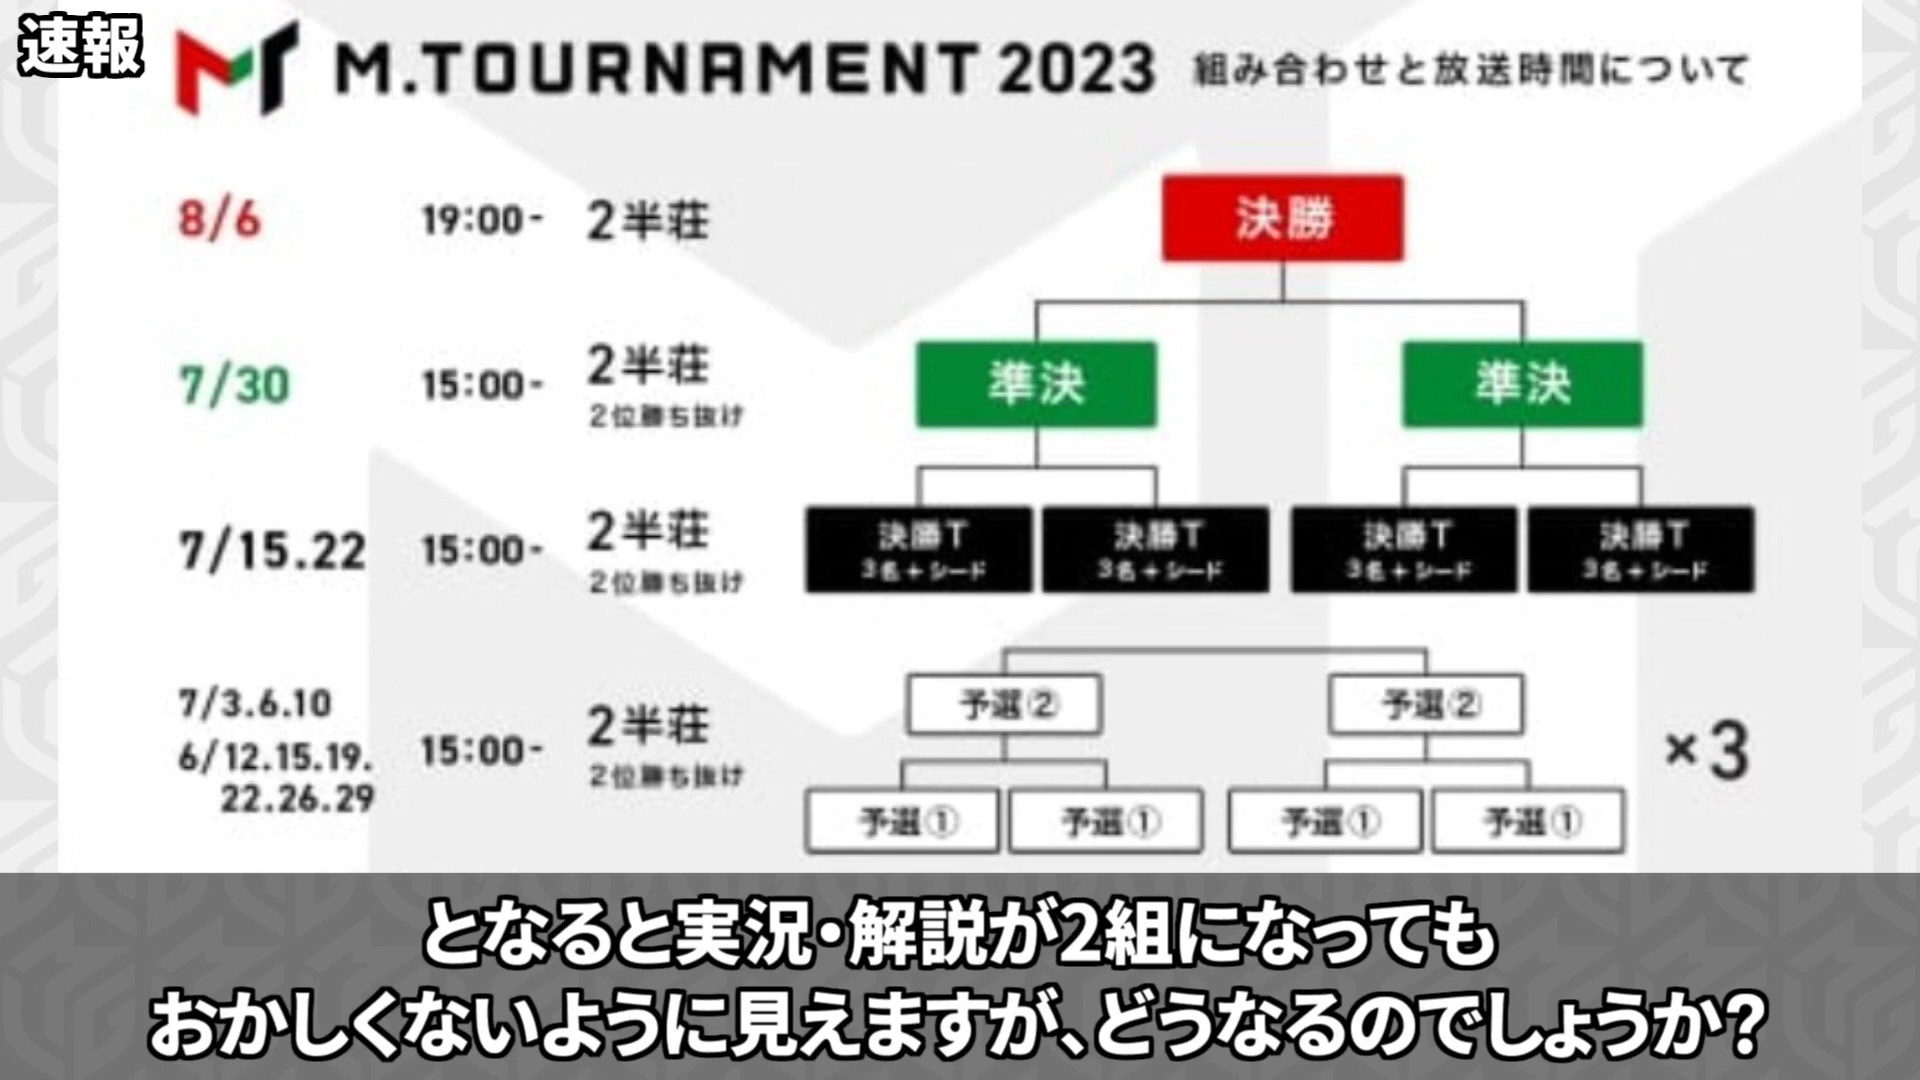 速報
M.TOURNAMENT 2023 組み合わせと放送時間について
8/6 19:00- 2半荘 決勝
7/30 15:00- 2半荘 2位勝ち抜け 準決 準決
7/15.22 15:00- 2半荘 2位勝ち抜け
決勝T 決勝T 決勝T 決勝T
3名+シード 3名+シード 3名+シード 3名+シード
7/3.6.10
6/12.15.19.
22.26.29
15:00- 2半荘
2位勝ち抜け
予選② 予選②
×3
予選① 予選① 予選① 予選①
となると実況・解説が2組になっても
おかしくないように見えますが、どうなるのでしょうか?